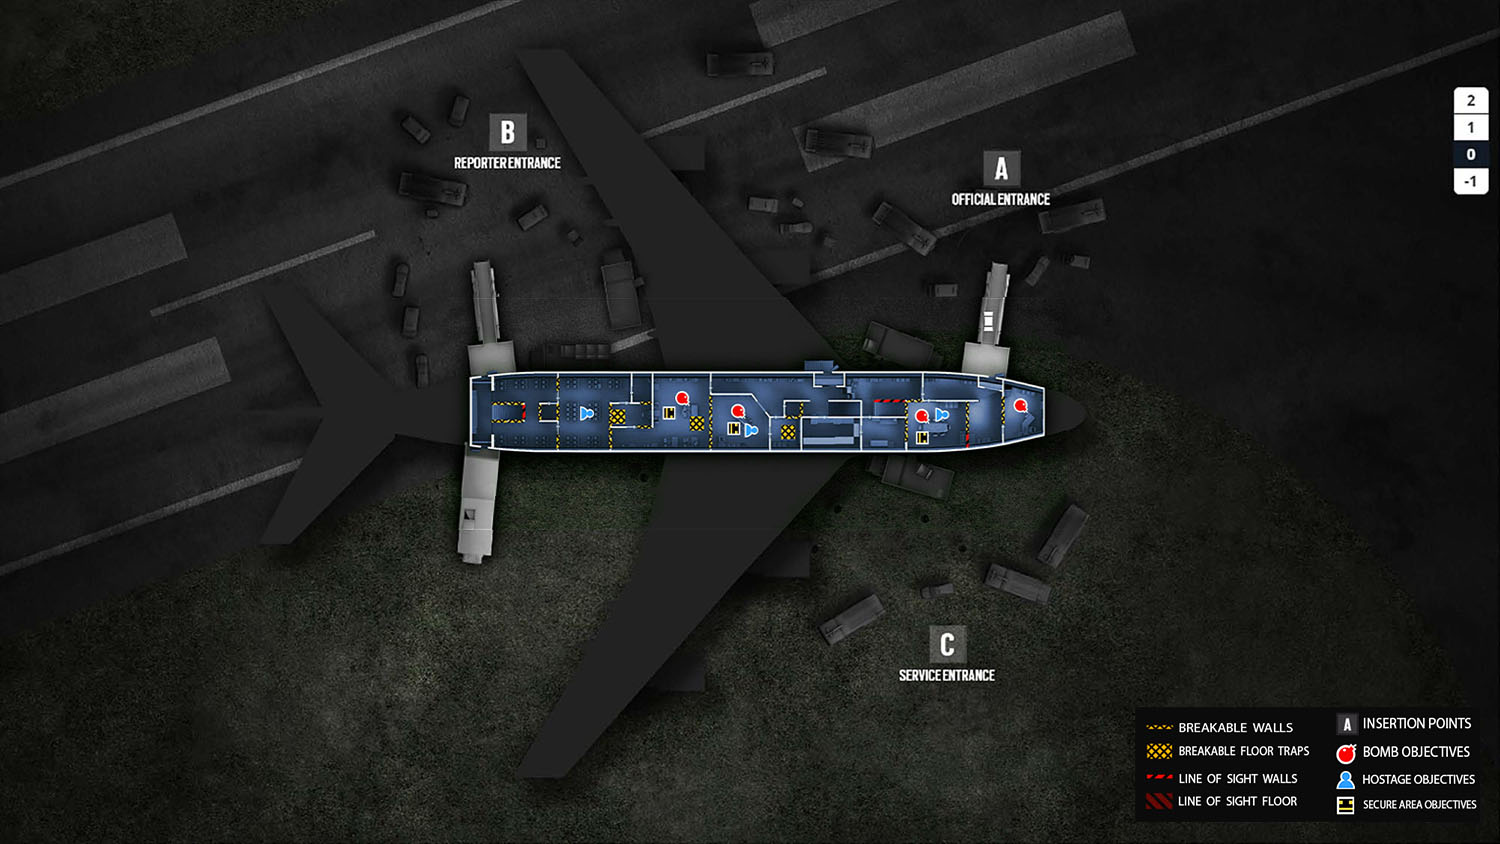 B
REPORTER ENTRANCE
A
OFFICIAL ENTRANCE
2
1
0
-1
C
SERVICE ENTRANCE
BREAKABLE WALLS
BREAKABLE FLOOR TRAPS
LINE OF SIGHT WALLS
LINE OF SIGHT FLOOR
A INSERTION POINTS
BOMB OBJECTIVES
HOSTAGE OBJECTIVES
SECURE AREA OBJECTIVES